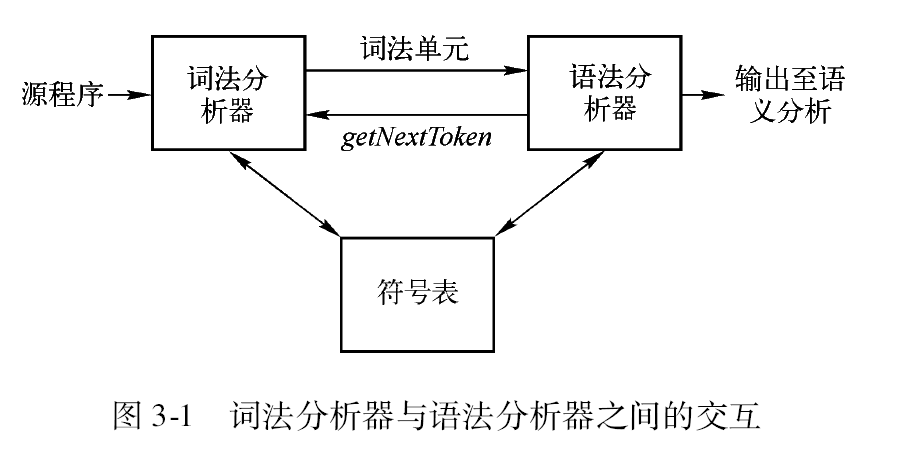 源程序
词法分
析器
词法单元
getNextToken
语法分
析器
输出至语
义分析
符号表
图 3-1 词法分析器与语法分析器之间的交互